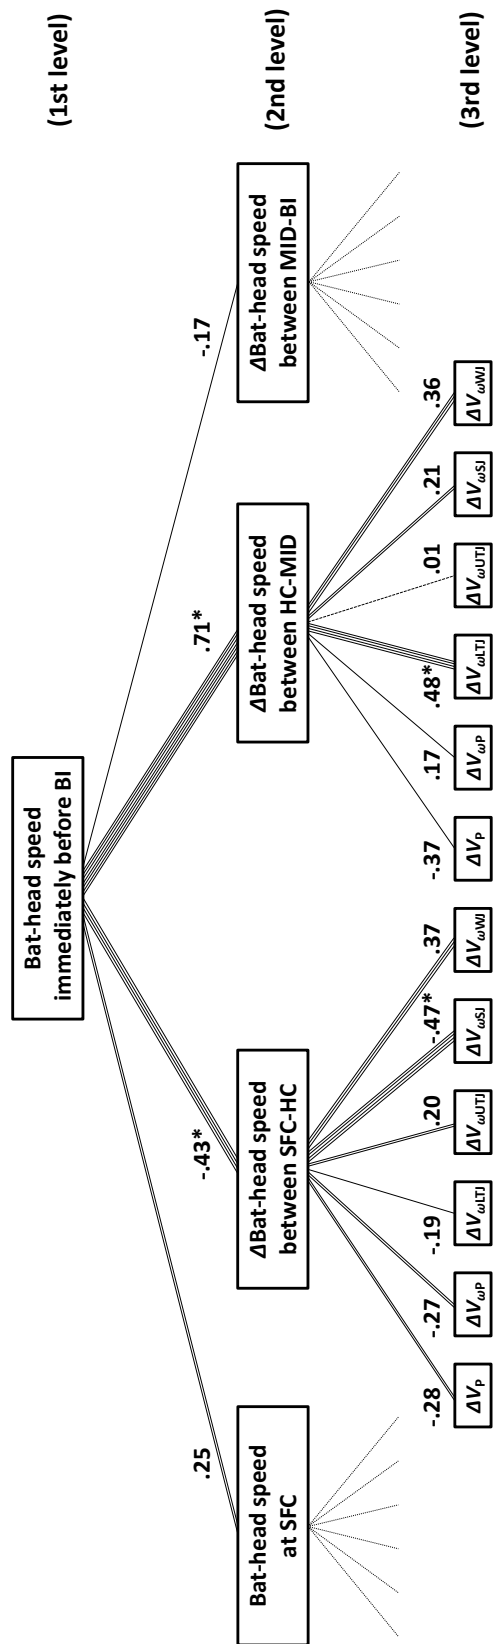 Bat-head speed
immediately before BI
(1st level)
.25
-.43*
.71*
-.17
Bat-head speed
at SFC
ΔBat-head speed
between SFC-HC
ΔBat-head speed
between HC-MID
ΔBat-head speed
between MID-BI
(2nd level)
-.28
-.27
-.19
.20
-.47*
.37
-.37
.17
.48*
.01
.21
.36
ΔV_P
ΔV_ωP
ΔV_ωLTJ
ΔV_ωUTJ
ΔV_ωSJ
ΔV_ωWJ
ΔV_P
ΔV_ωP
ΔV_ωLTJ
ΔV_ωUTJ
ΔV_ωSJ
ΔV_ωWJ
(3rd level)